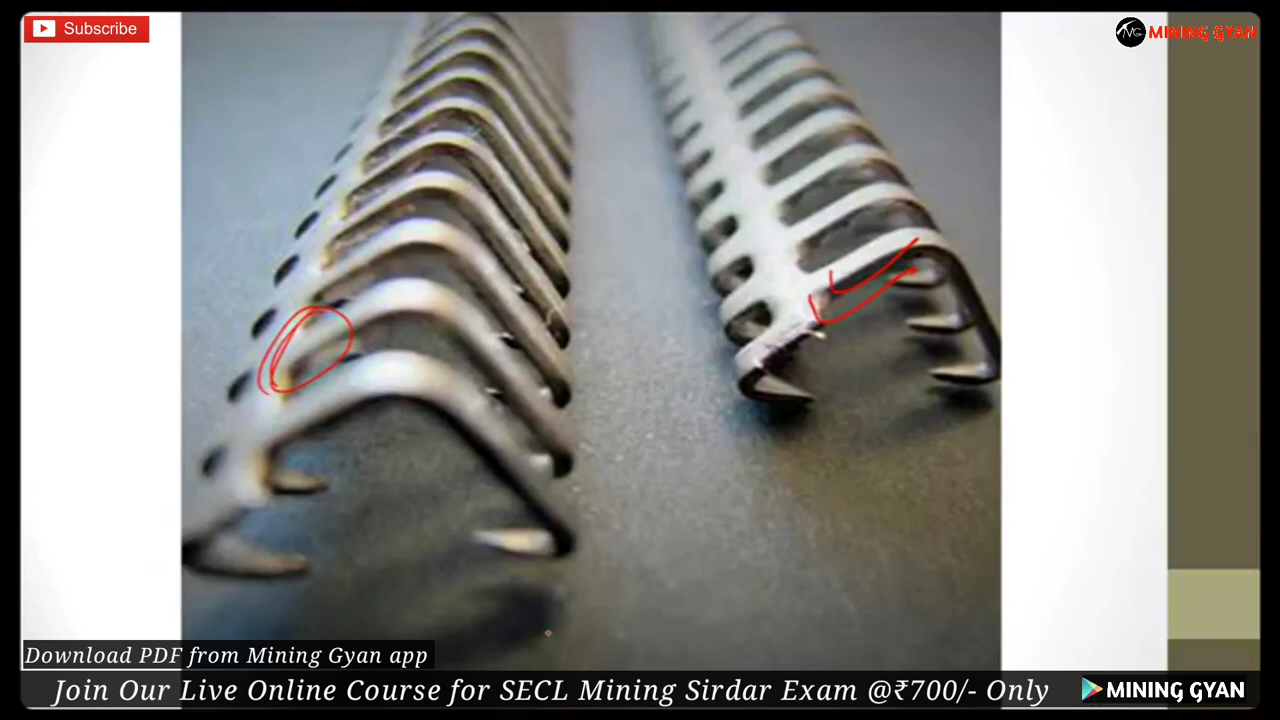 Subscribe
MINING GYAN
Download PDF from Mining Gyan app
Join Our Live Online Course for SECL Mining Sirdar Exam @₹700/- Only
MINING GYAN